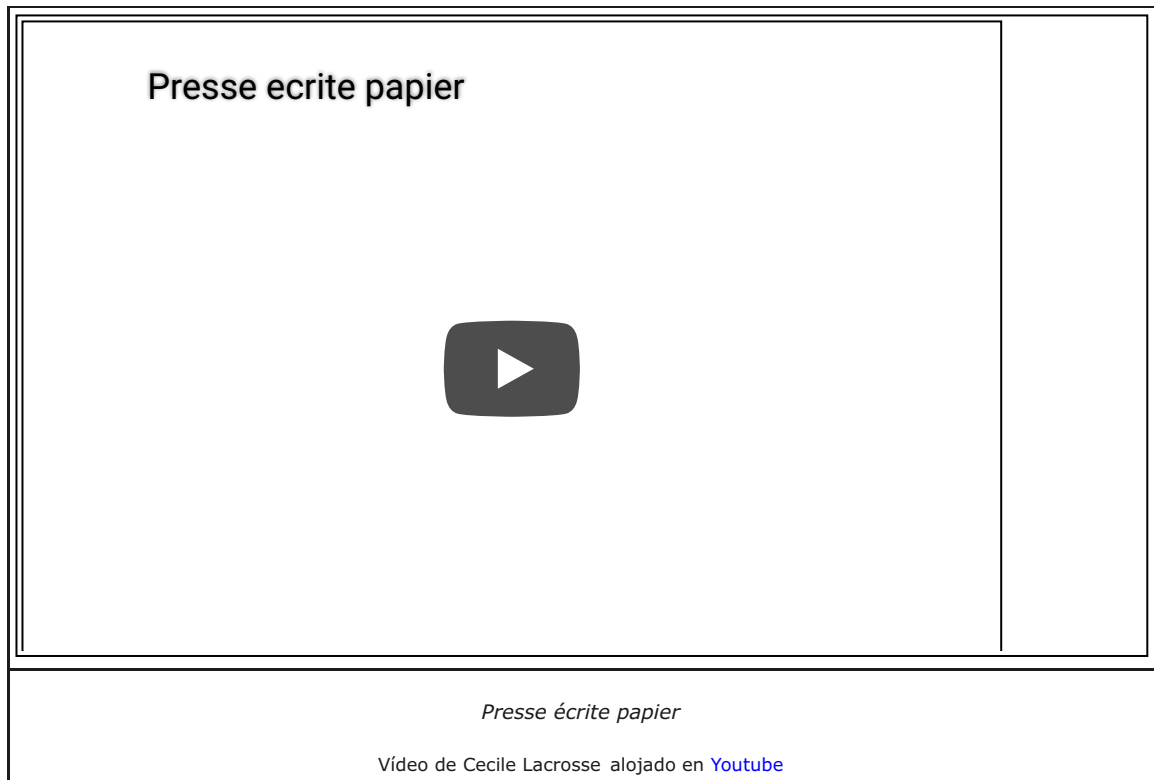 Presse ecrite papier
Presse écrite papier
Vídeo de Cecile Lacrosse alojado en Youtube